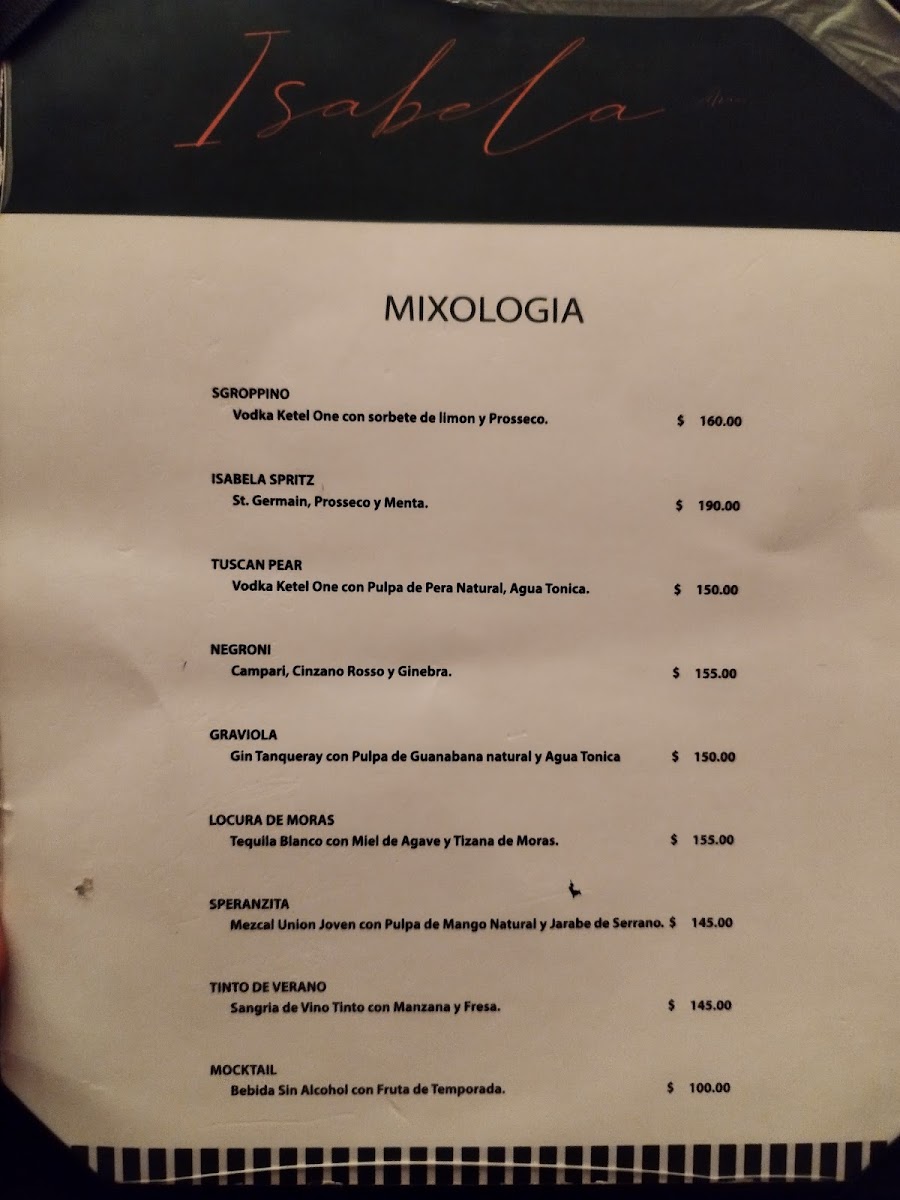 Isabela
MIXOLOGIA
SGROPPINO
Vodka Ketel One con sorbete de limon y Prosseco. $ 160.00
ISABELA SPRITZ
St. Germain, Prosseco y Menta. $ 190.00
TUSCAN PEAR
Vodka Ketel One con Pulpa de Pera Natural, Agua Tonica. $ 150.00
NEGRONI
Campari, Cinzano Rosso y Ginebra. $ 155.00
GRAVIOLA
Gin Tanqueray con Pulpa de Guanabana natural y Agua Tonica $ 150.00
LOCURA DE MORAS
Tequila Blanco con Miel de Agave y Tizana de Moras. $ 155.00
SPERANZITA
Mezcal Union Joven con Pulpa de Mango Natural y Jarabe de Serrano. $ 145.00
TINTO DE VERANO
Sangria de Vino Tinto con Manzana y Fresa. $ 145.00
MOCKTAIL
Bebida Sin Alcohol con Fruta de Temporada. $ 100.00